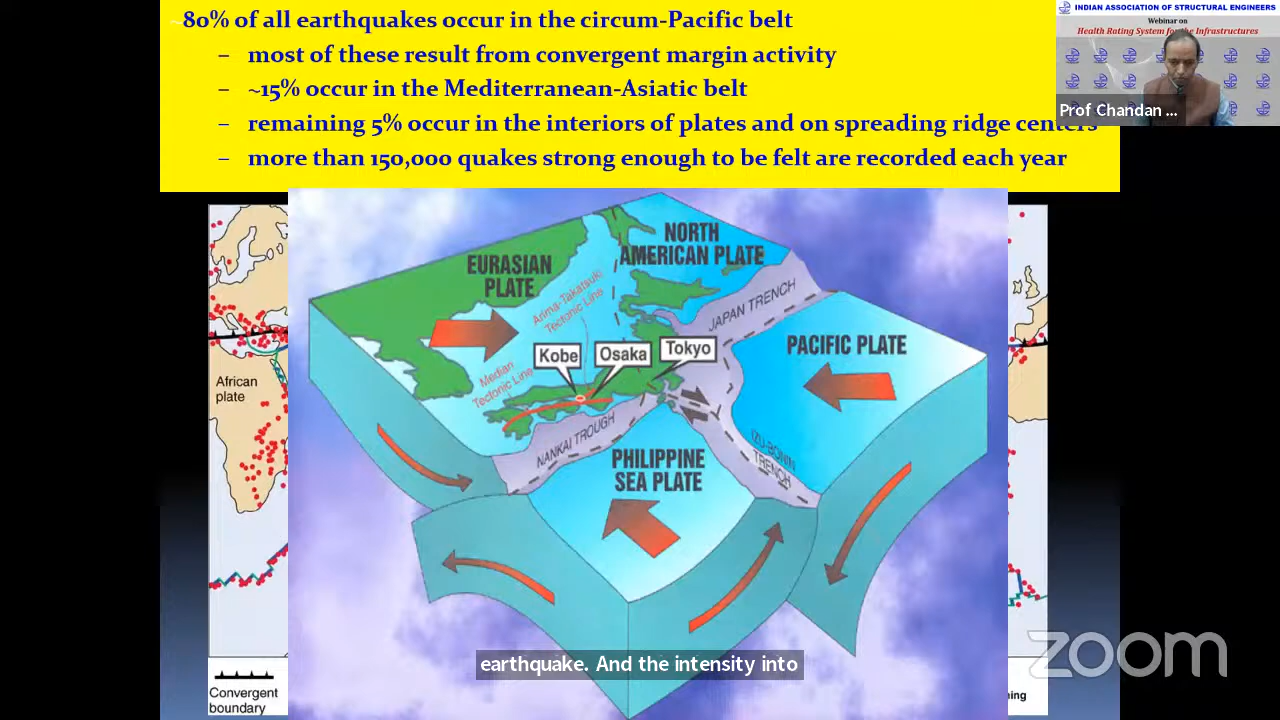 ~80% of all earthquakes occur in the circum-Pacific belt
– most of these result from convergent margin activity
– ~15% occur in the Mediterranean-Asiatic belt
– remaining 5% occur in the interiors of plates and on spreading ridge centers
– more than 150,000 quakes strong enough to be felt are recorded each year
INDIAN ASSOCIATION OF STRUCTURAL ENGINEERS
Webinar on
Health Rating System for the Infrastructures
Prof Chandan ...
NORTH
AMERICAN PLATE
EURASIAN
PLATE
Arima-Takatsuki
Tectonic Line
JAPAN TRENCH
Kobe
Osaka
Tokyo
PACIFIC PLATE
Median
Tectonic Line
African
plate
NANKAI TROUGH
IZU-BONIN
TRENCH
PHILIPPINE
SEA PLATE
earthquake. And the intensity into
zoom
Convergent
boundary